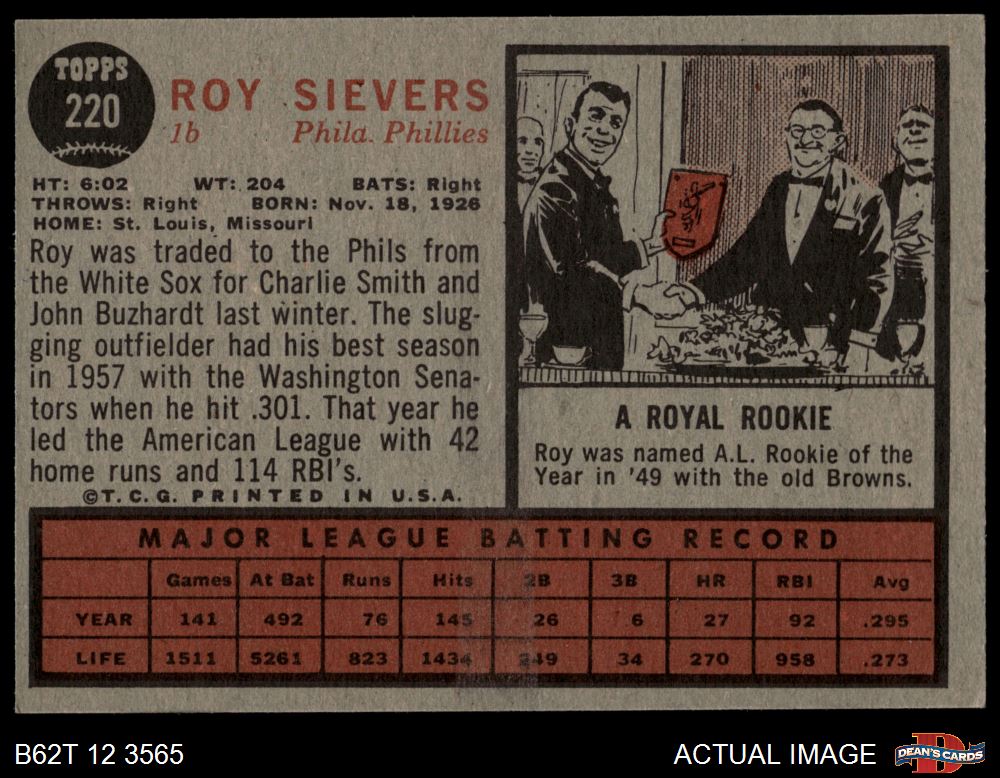 TOPPS
220
ROY SIEVERS
1b Phila. Phillies
HT: 6:02 WT: 204 BATS: Right
THROWS: Right BORN: Nov. 18, 1926
HOME: St. Louis, Missouri
Roy was traded to the Phils from
the White Sox for Charlie Smith and
John Buzhardt last winter. The slug-
ging outfielder had his best season
in 1957 with the Washington Sena-
tors when he hit .301. That year he
led the American League with 42
home runs and 114 RBI's.
©T.C.G. PRINTED IN U.S.A.
A ROYAL ROOKIE
Roy was named A.L. Rookie of the
Year in '49 with the old Browns.
MAJOR LEAGUE BATTING RECORD
Games At Bat Runs Hits 2B 3B HR RBI Avg
YEAR 141 492 76 145 26 6 27 92 .295
LIFE 1511 5261 823 1434 249 34 270 958 .273
B62T 12 3565 ACTUAL IMAGE DEAN'S CARDS